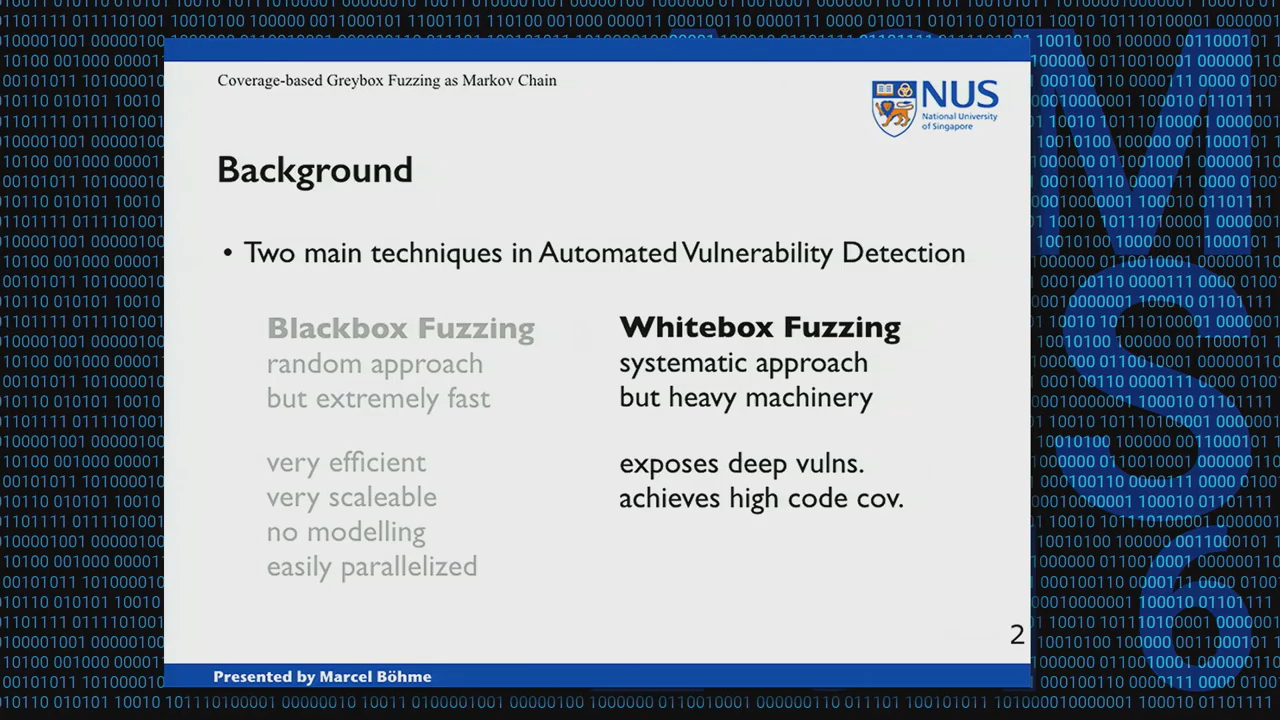 Coverage-based Greybox Fuzzing as Markov Chain
NUS
National University
of Singapore
Background
• Two main techniques in Automated Vulnerability Detection
Blackbox Fuzzing
random approach
but extremely fast
very efficient
very scaleable
no modelling
easily parallelized
Whitebox Fuzzing
systematic approach
but heavy machinery
exposes deep vulns.
achieves high code cov.
2
Presented by Marcel Böhme